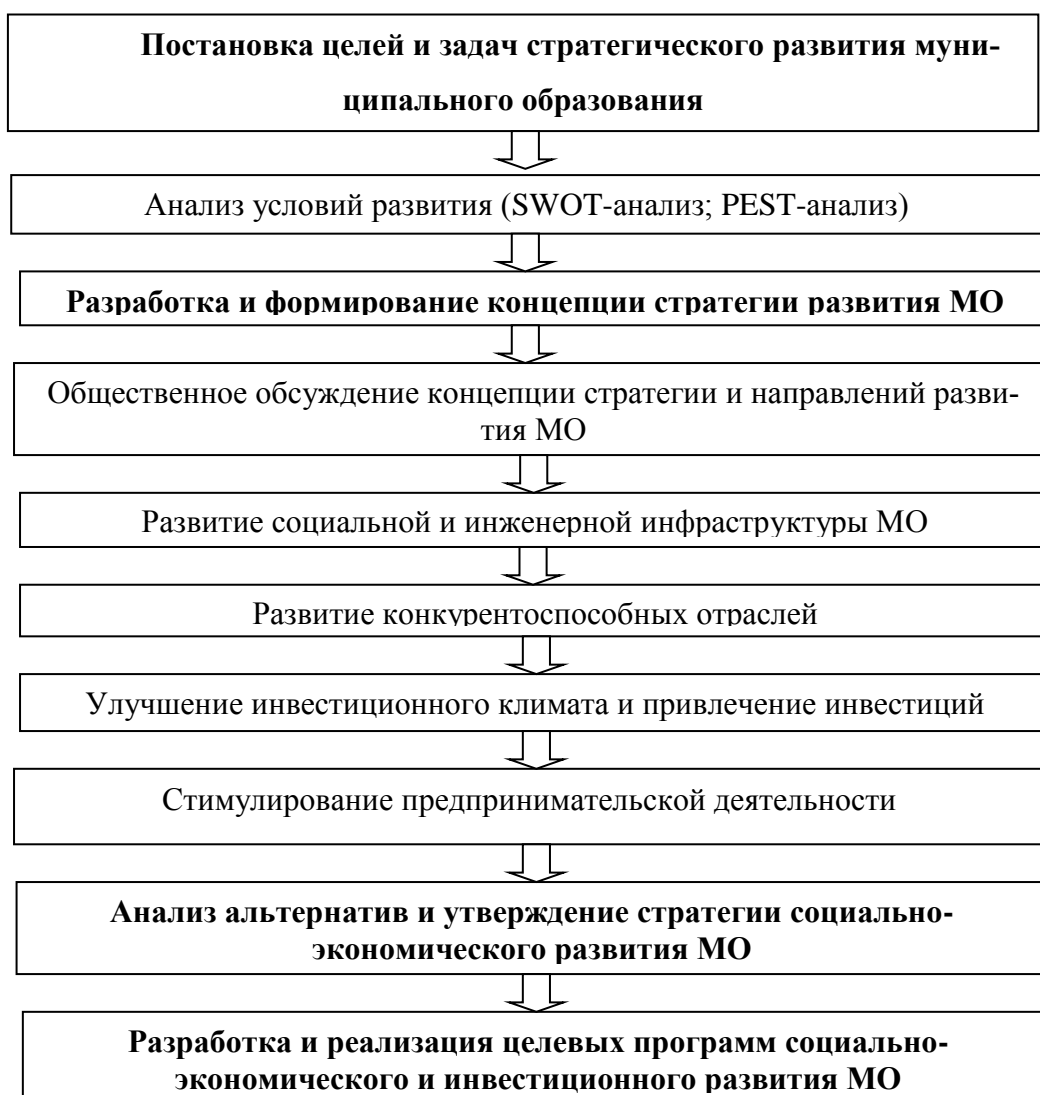 Постановка целей и задач стратегического развития муни-
ципального образования
Анализ условий развития (SWOT-анализ; PEST-анализ)
Разработка и формирование концепции стратегии развития МО
Общественное обсуждение концепции стратегии и направлений разви-
тия МО
Развитие социальной и инженерной инфраструктуры МО
Развитие конкурентоспособных отраслей
Улучшение инвестиционного климата и привлечение инвестиций
Стимулирование предпринимательской деятельности
Анализ альтернатив и утверждение стратегии социально-
экономического развития МО
Разработка и реализация целевых программ социально-
экономического и инвестиционного развития МО